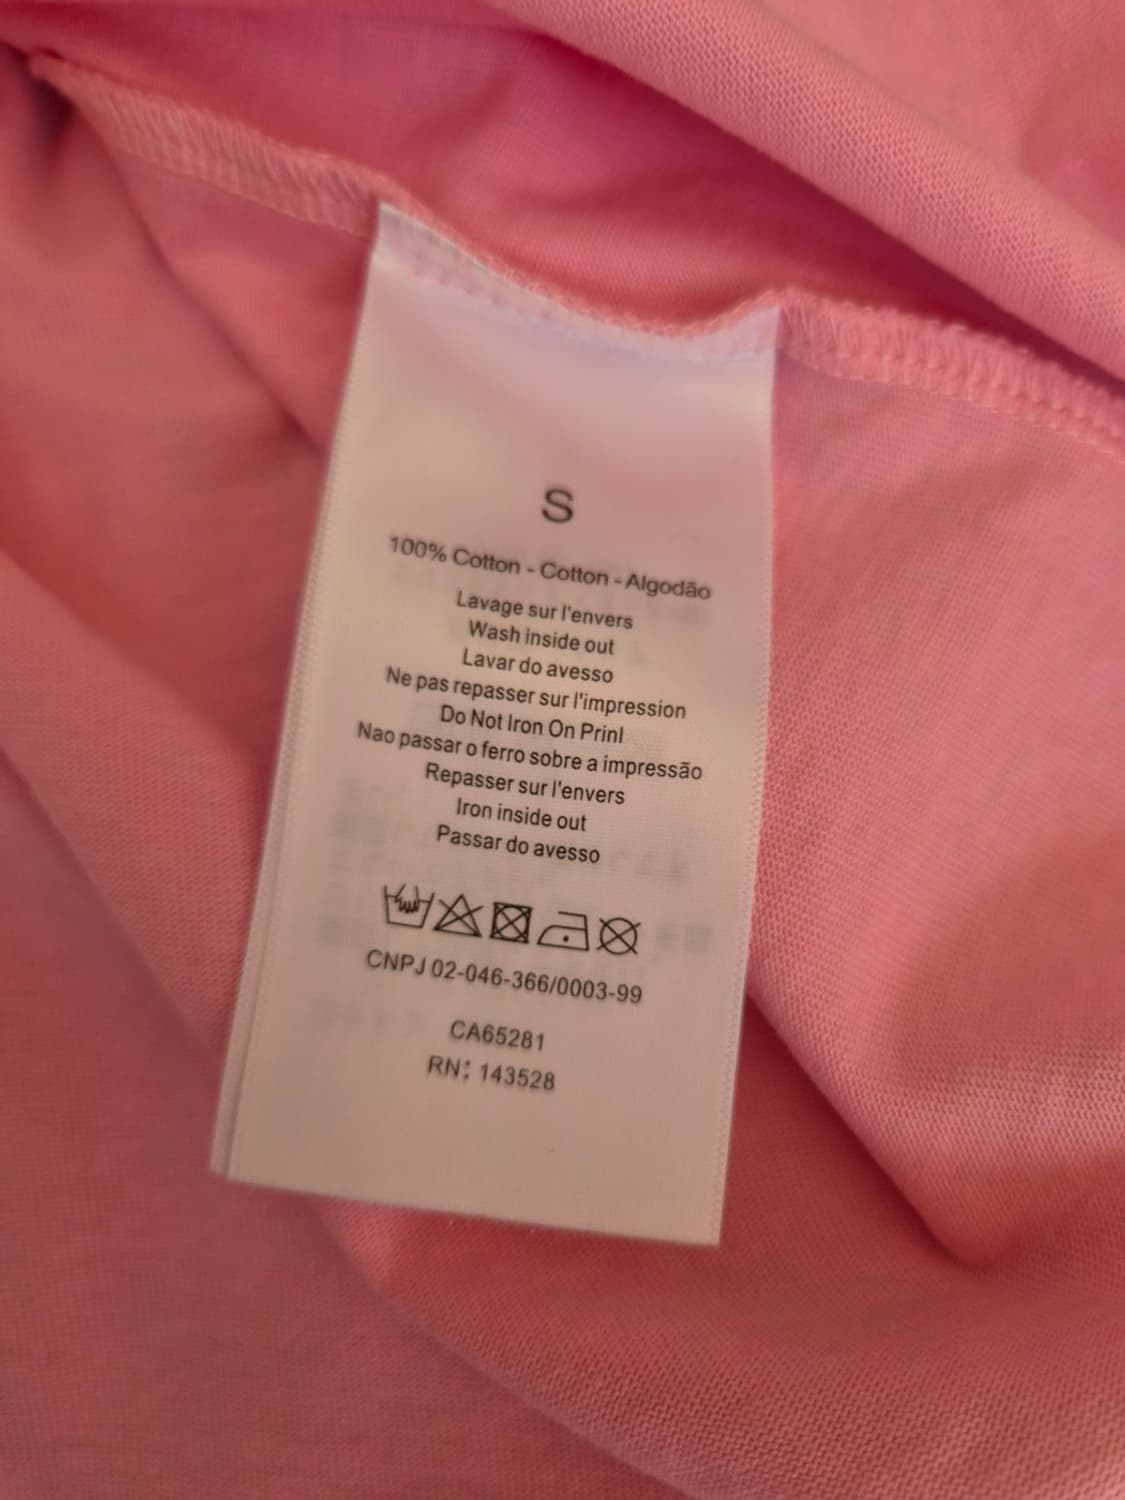 S
100% Cotton - Cotton - Algodão
Lavage sur l'envers
Wash inside out
Lavar do avesso
Ne pas repasser sur l'impression
Do Not Iron On Prinl
Nao passar o ferro sobre a impressão
Repasser sur l'envers
Iron inside out
Passar do avesso
CNPJ 02-046-366/0003-99
CA65281
RN: 143528